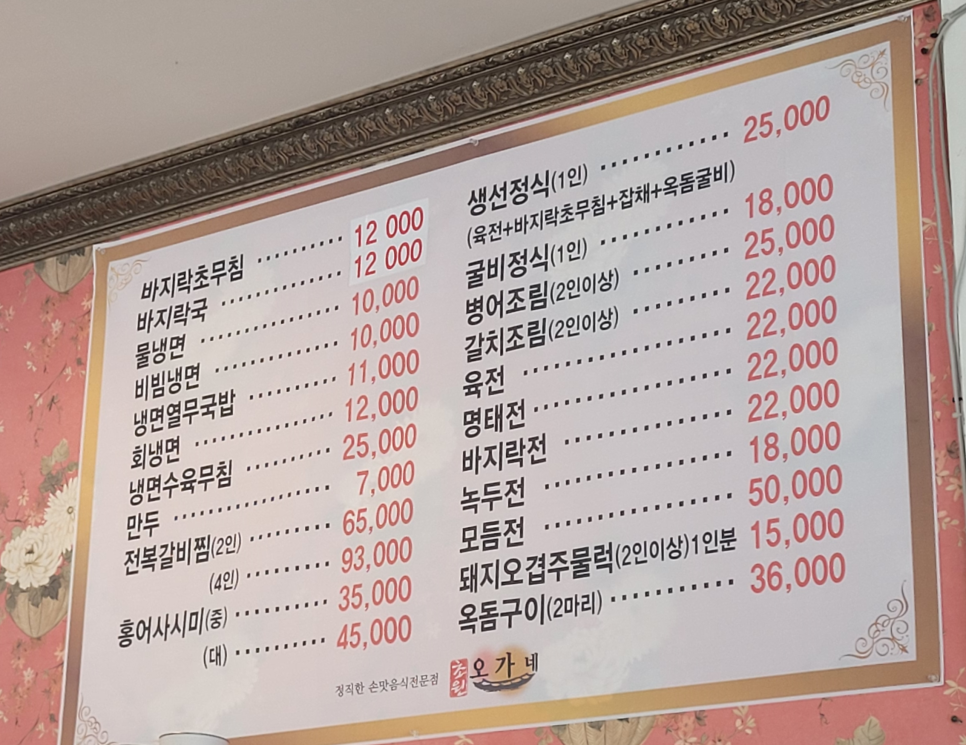 바지락초무침 ········· 12 000
바지락국 ············ 12 000
물냉면 ·············· 10,000
비빔냉면 ············ 10,000
냉면열무국밥 ········· 11,000
회냉면 ·············· 12,000
냉면수육무침 ········· 25,000
만두 ················ 7,000
전복갈비찜(2인) ········ 65,000
(4인) ········· 93,000
홍어사시미(중) ·········· 35,000
(대) ·········· 45,000
생선정식(1인) ············ 25,000
(육전+바지락초무침+잡채+옥돔굴비)
굴비정식(1인) ············ 18,000
병어조림(2인이상) ········· 25,000
갈치조림(2인이상) ········· 22,000
육전 ··················· 22,000
명태전 ·················· 22,000
바지락전 ··············· 22,000
녹두전 ················· 18,000
모듬전 ················· 50,000
돼지오겹주물럭(2인이상)1인분 15,000
옥돔구이(2마리) ··········· 36,000
정직한 손맛음식전문점 초원 오가네